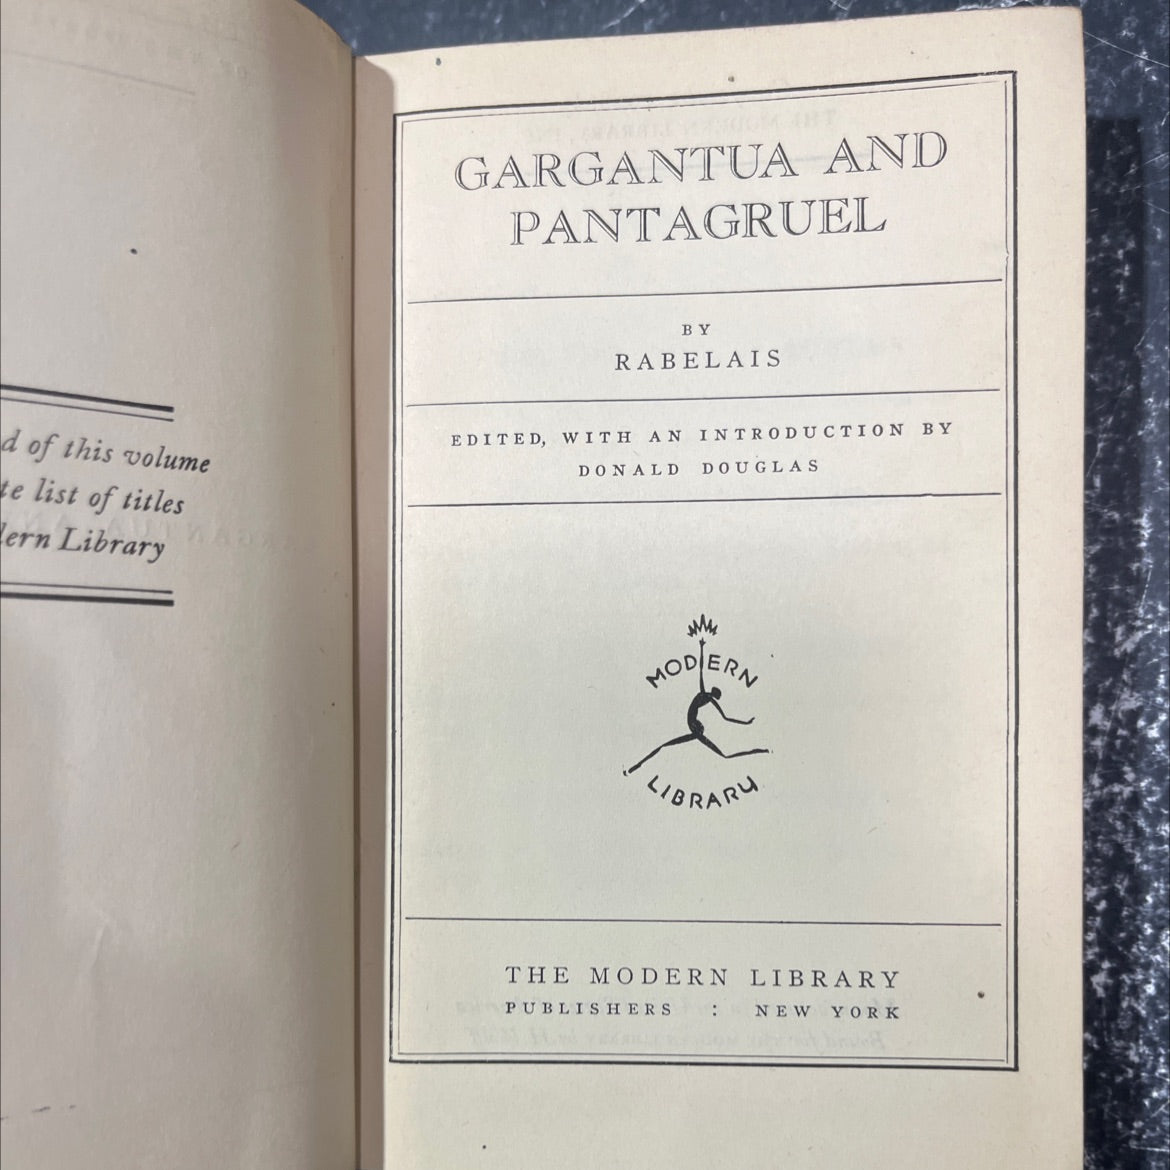 d of this volume
te list of titles
lern Library
GARGANTUA AND
PANTAGRUEL
BY
RABELAIS
EDITED, WITH AN INTRODUCTION BY
DONALD DOUGLAS
MODERN
LIBRARY
THE MODERN LIBRARY
PUBLISHERS : NEW YORK